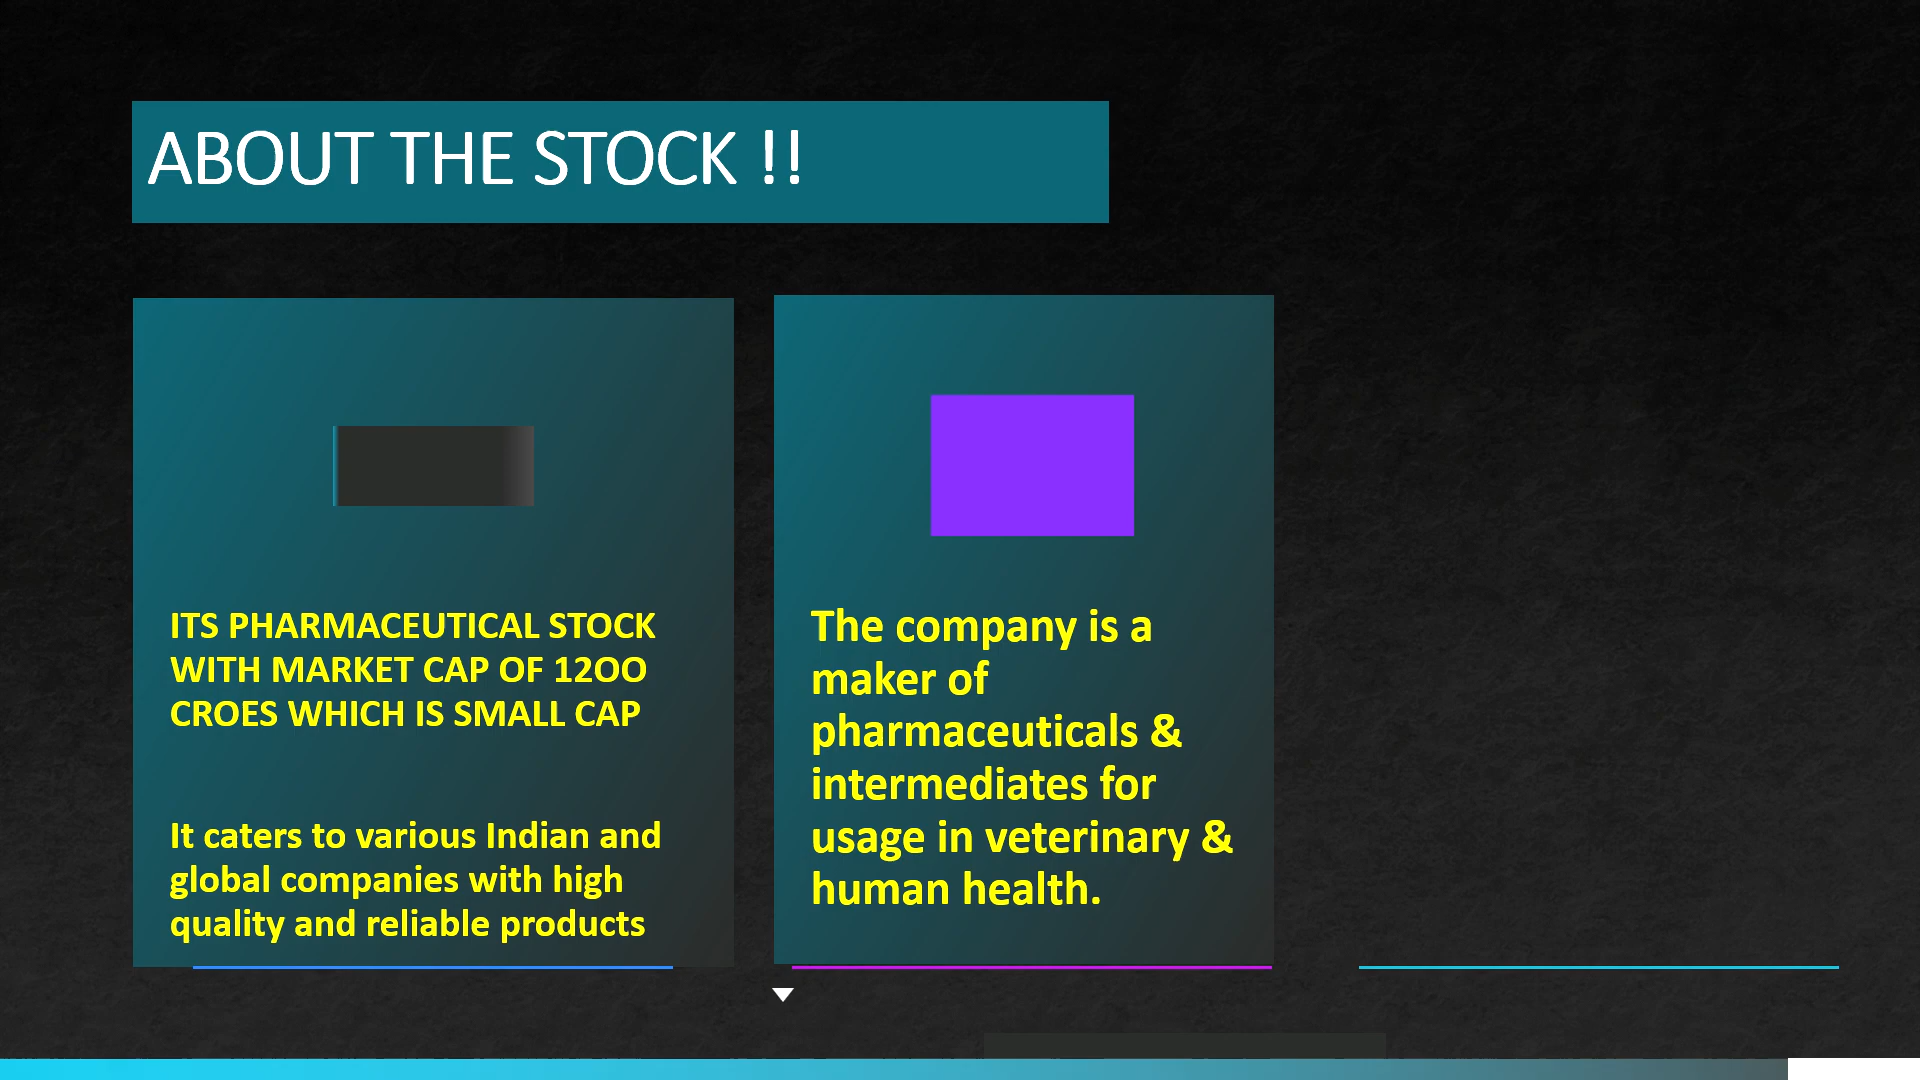 ABOUT THE STOCK !!
ITS PHARMACEUTICAL STOCK
WITH MARKET CAP OF 12OO
CROES WHICH IS SMALL CAP
It caters to various Indian and
global companies with high
quality and reliable products
The company is a
maker of
pharmaceuticals &
intermediates for
usage in veterinary &
human health.